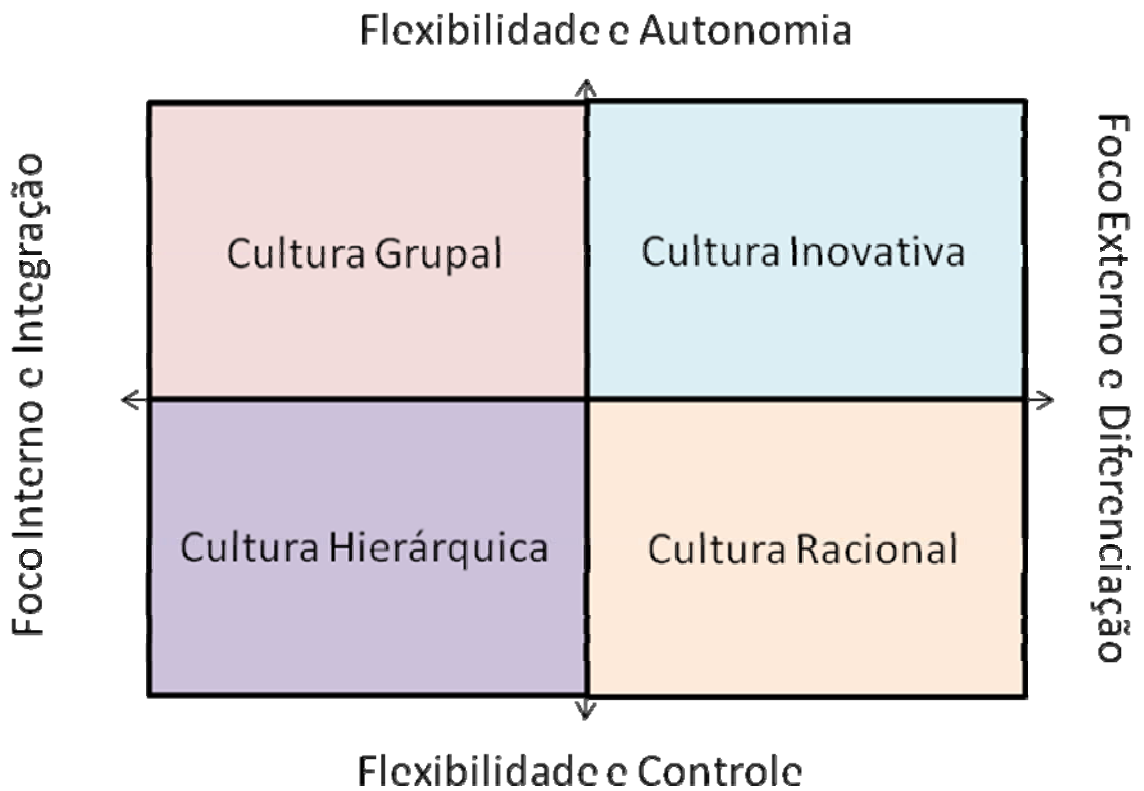 Flexibilidade e Autonomia
Foco Interno e Integração
Cultura Grupal
Cultura Inovativa
Foco Externo e Diferenciação
Cultura Hierárquica
Cultura Racional
Flexibilidade e Controle